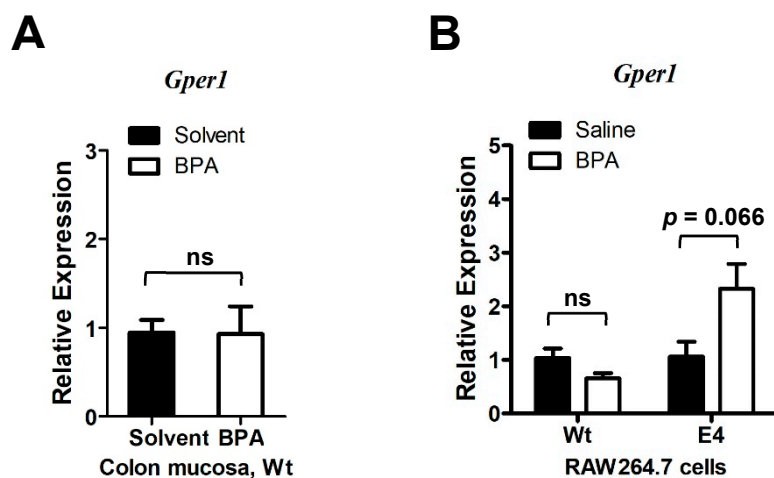 A
Gper1
Solvent
BPA
3
2
1
0
Relative Expression
ns
Solvent BPA
Colon mucosa, Wt
B
Gper1
Saline
BPA
5
4
3
2
1
0
Relative Expression
ns
p = 0.066
Wt E4
RAW264.7 cells